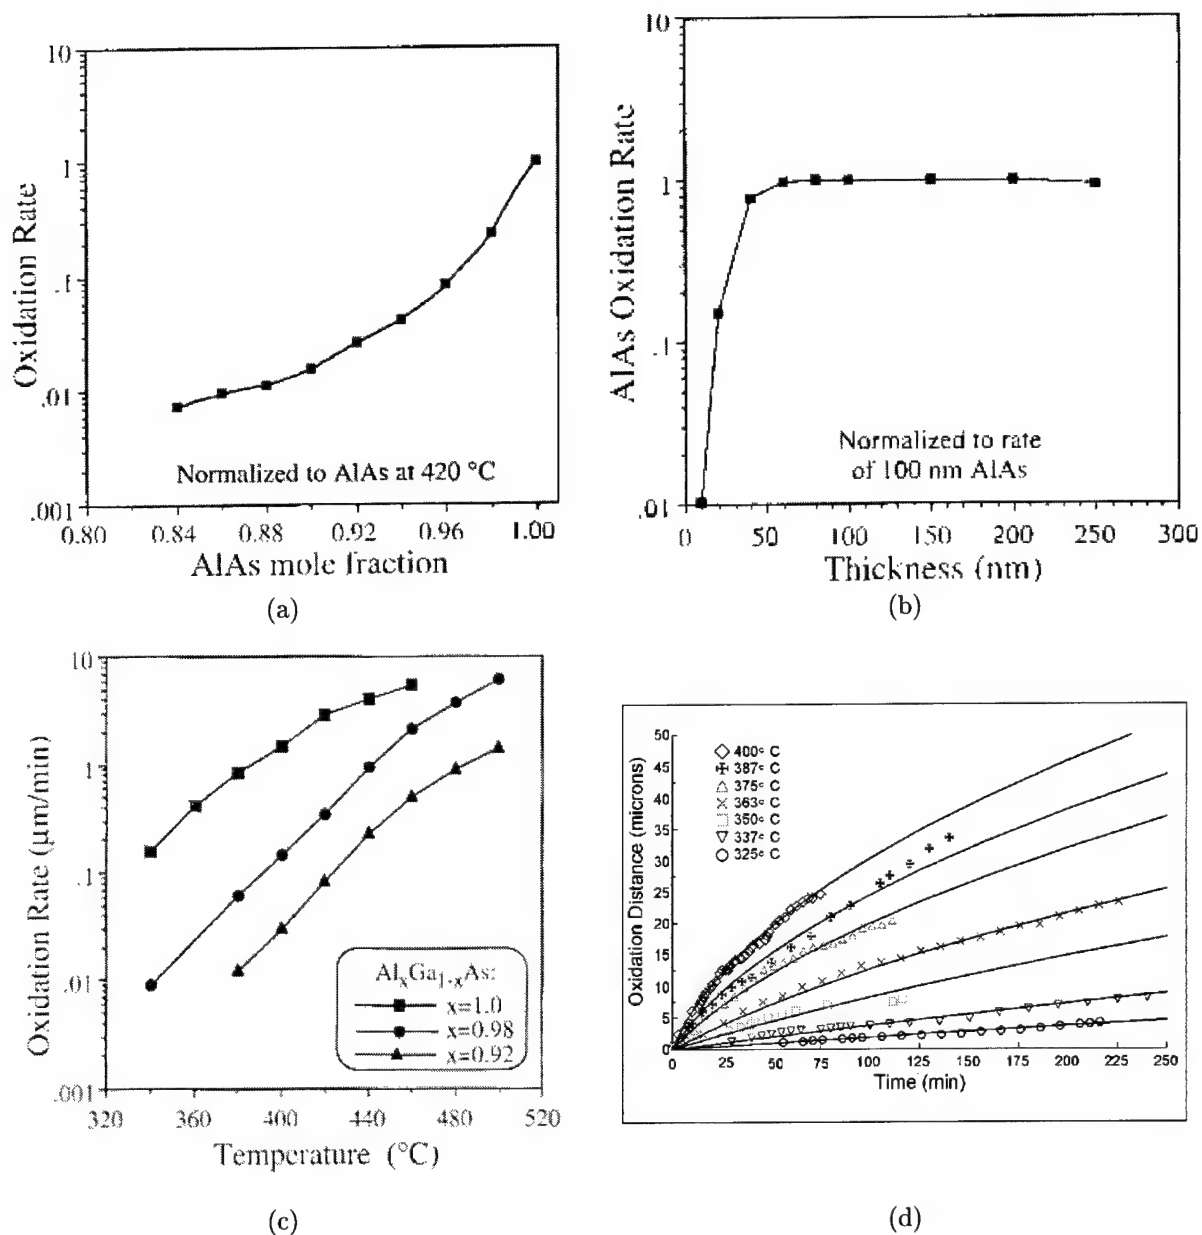 (a)
10
1
.1
.01
.001
Oxidation Rate
Normalized to AlAs at 420 °C
0.80 0.84 0.88 0.92 0.96 1.00
AlAs mole fraction
(b)
10
1
.1
.01
AlAs Oxidation Rate
Normalized to rate
of 100 nm AlAs
0 50 100 150 200 250 300
Thickness (nm)
(a)
(b)
10
1
.1
.01
.001
Oxidation Rate (μm/min)
AlxGa1-xAs:
x=1.0
x=0.98
x=0.92
320 360 400 440 480 520
Temperature (°C)
(c)
50
45
40
35
30
25
20
15
10
5
0
Oxidation Distance (microns)
400° C
387° C
375° C
363° C
350° C
337° C
325° C
0 25 50 75 100 125 150 175 200 225 250
Time (min)
(d)